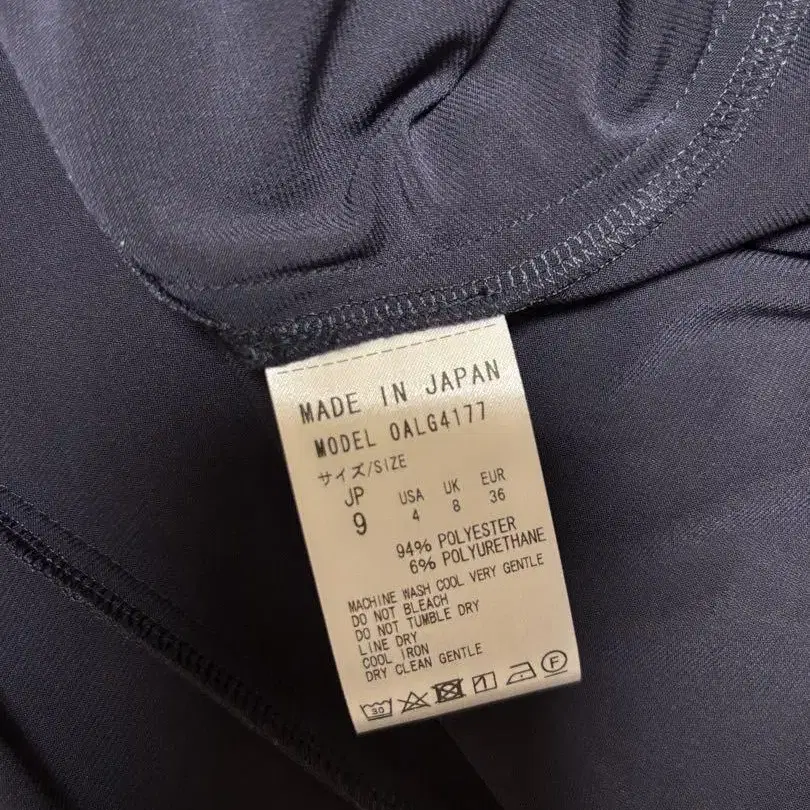 MADE IN JAPAN
MODEL 0ALG4177
サイズ/SIZE
JP USA UK EUR
9 4 8 36
94% POLYESTER
6% POLYURETHANE
MACHINE WASH COOL VERY GENTLE
DO NOT BLEACH
DO NOT TUMBLE DRY
LINE DRY
COOL IRON
DRY CLEAN GENTLE
30 P